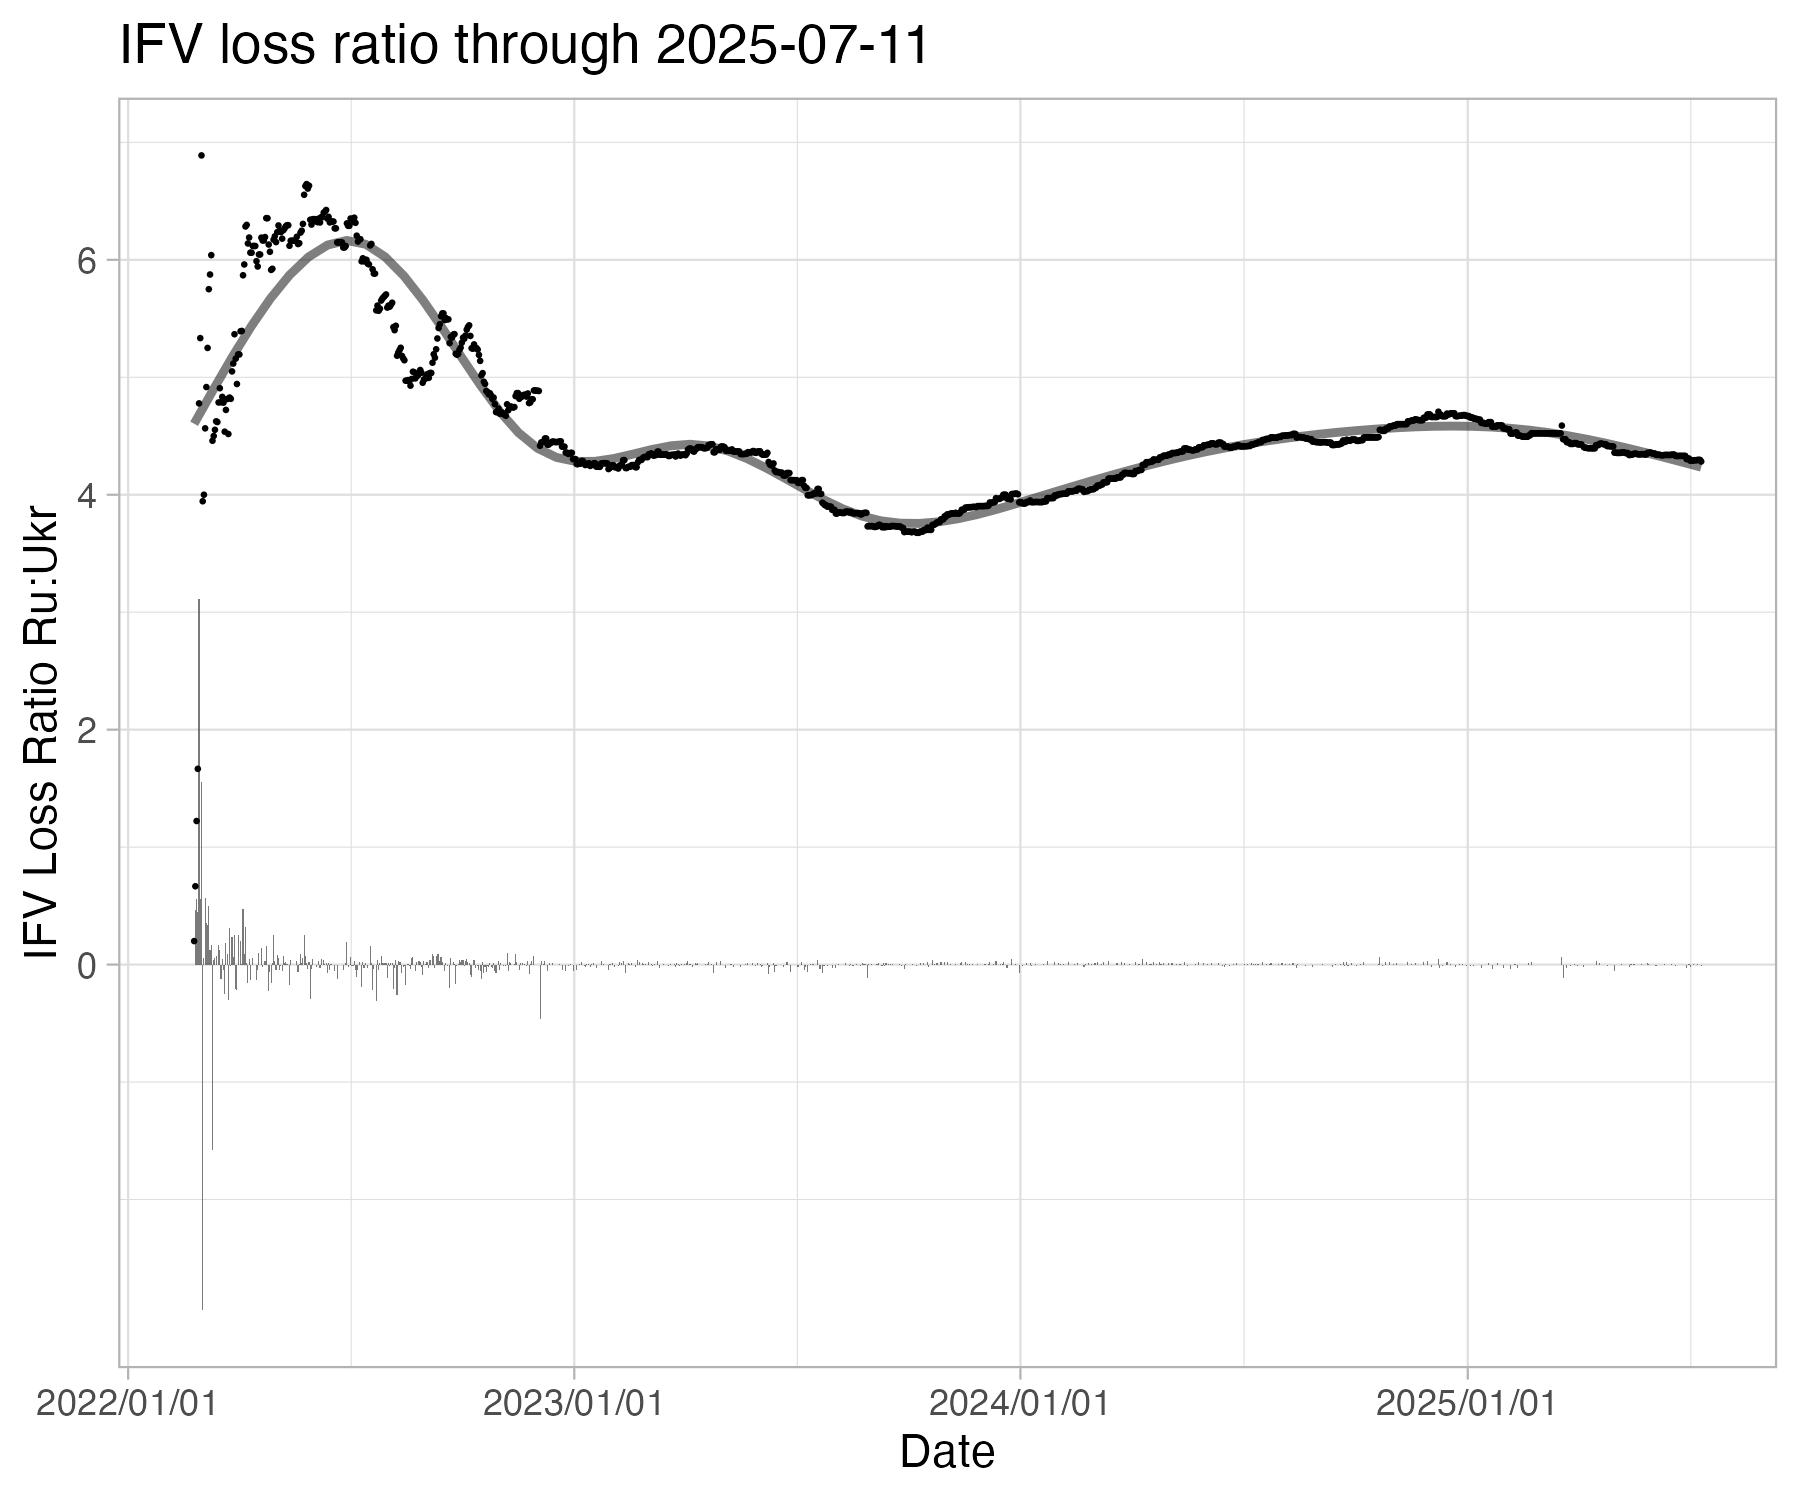 IFV loss ratio through 2025-07-11
IFV Loss Ratio Ru:Ukr
6
4
2
0
2022/01/01 2023/01/01 2024/01/01 2025/01/01
Date